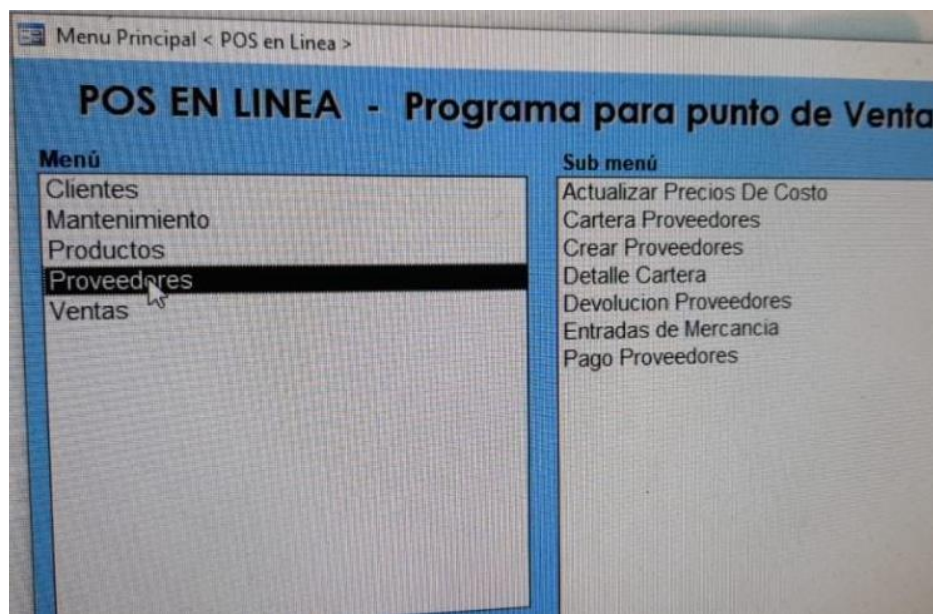 Menu Principal < POS en Linea >
POS EN LINEA - Programa para punto de Venta
Menú
Clientes
Mantenimiento
Productos
Proveedores
Ventas
Sub menú
Actualizar Precios De Costo
Cartera Proveedores
Crear Proveedores
Detalle Cartera
Devolucion Proveedores
Entradas de Mercancia
Pago Proveedores